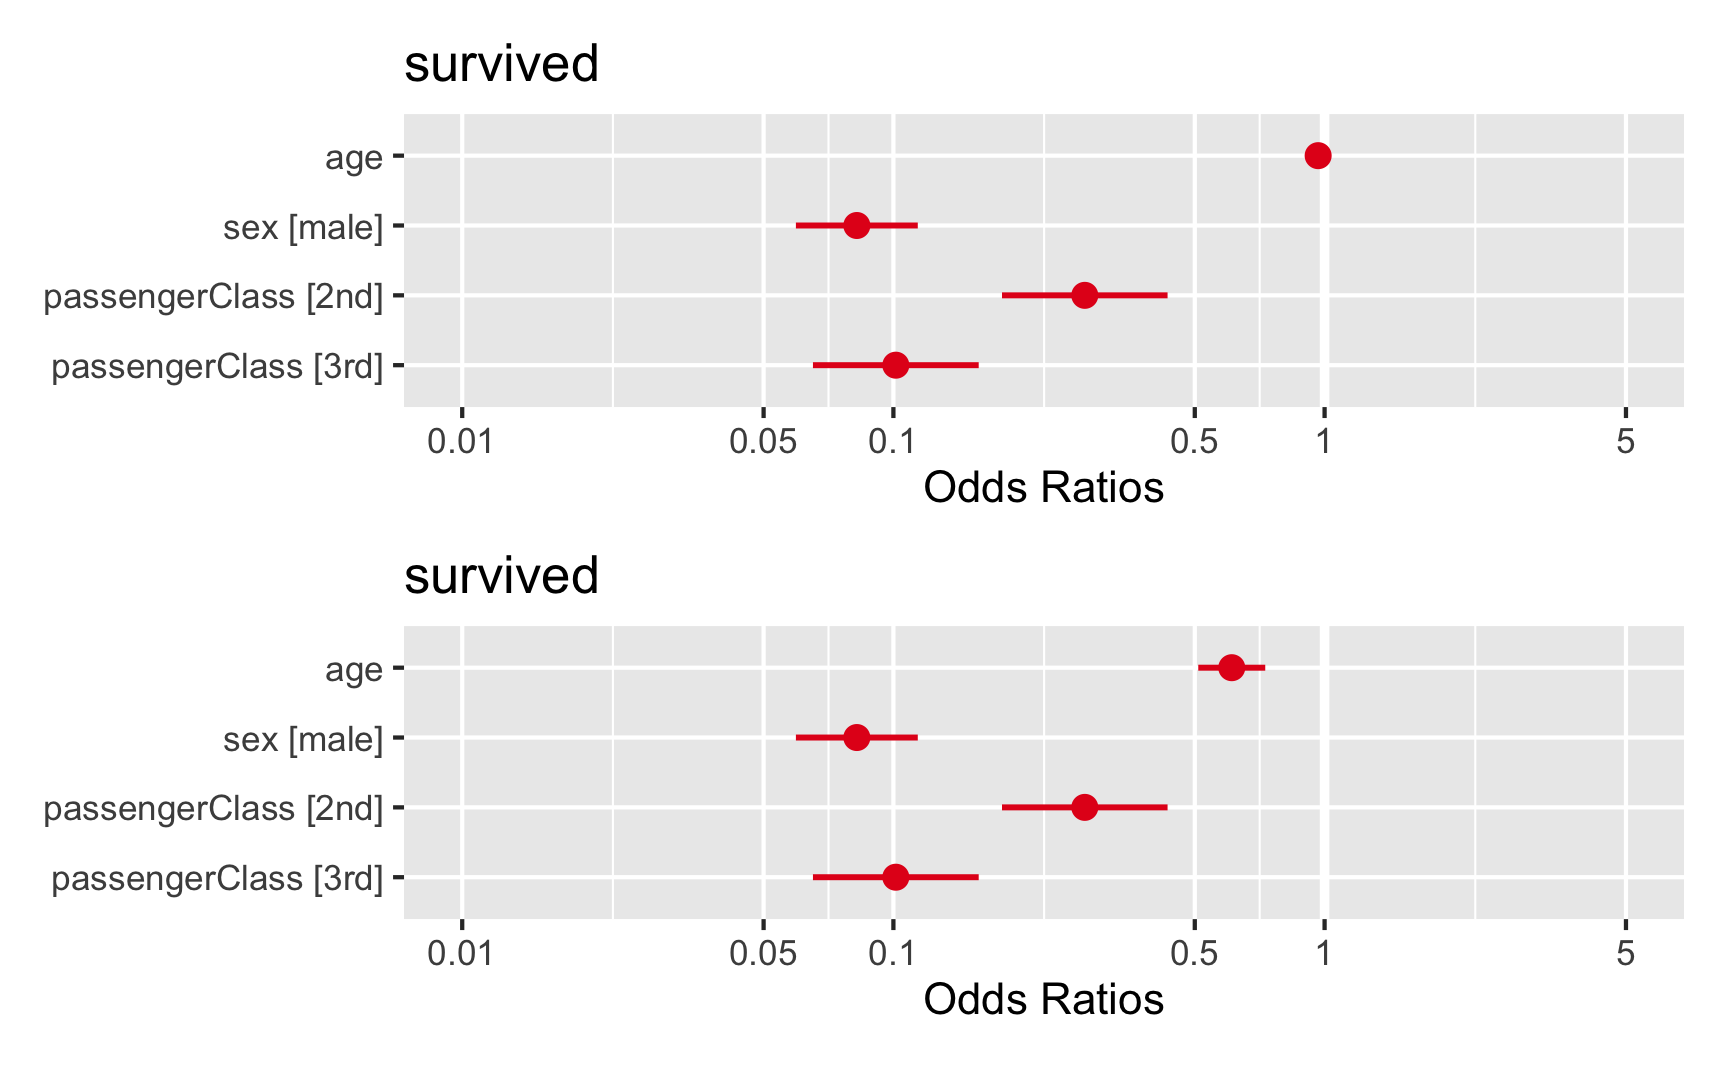 survived
age
sex [male]
passengerClass [2nd]
passengerClass [3rd]
0.01 0.05 0.1 0.5 1 5
Odds Ratios
survived
age
sex [male]
passengerClass [2nd]
passengerClass [3rd]
0.01 0.05 0.1 0.5 1 5
Odds Ratios